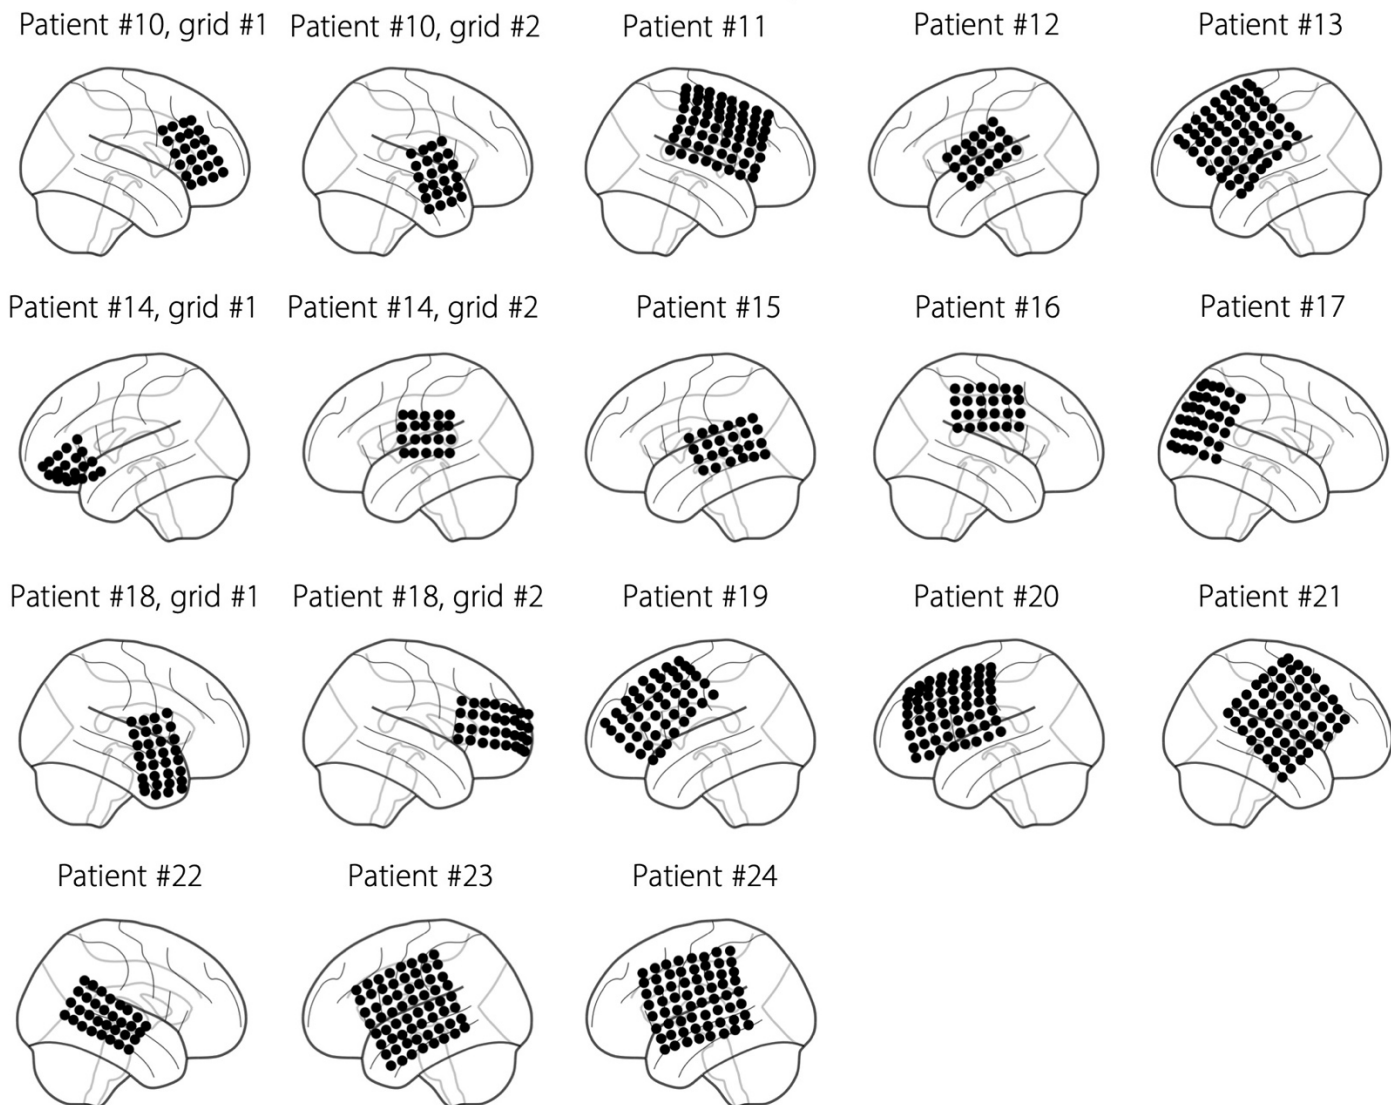 Patient #10, grid #1
Patient #10, grid #2
Patient #11
Patient #12
Patient #13
Patient #14, grid #1
Patient #14, grid #2
Patient #15
Patient #16
Patient #17
Patient #18, grid #1
Patient #18, grid #2
Patient #19
Patient #20
Patient #21
Patient #22
Patient #23
Patient #24